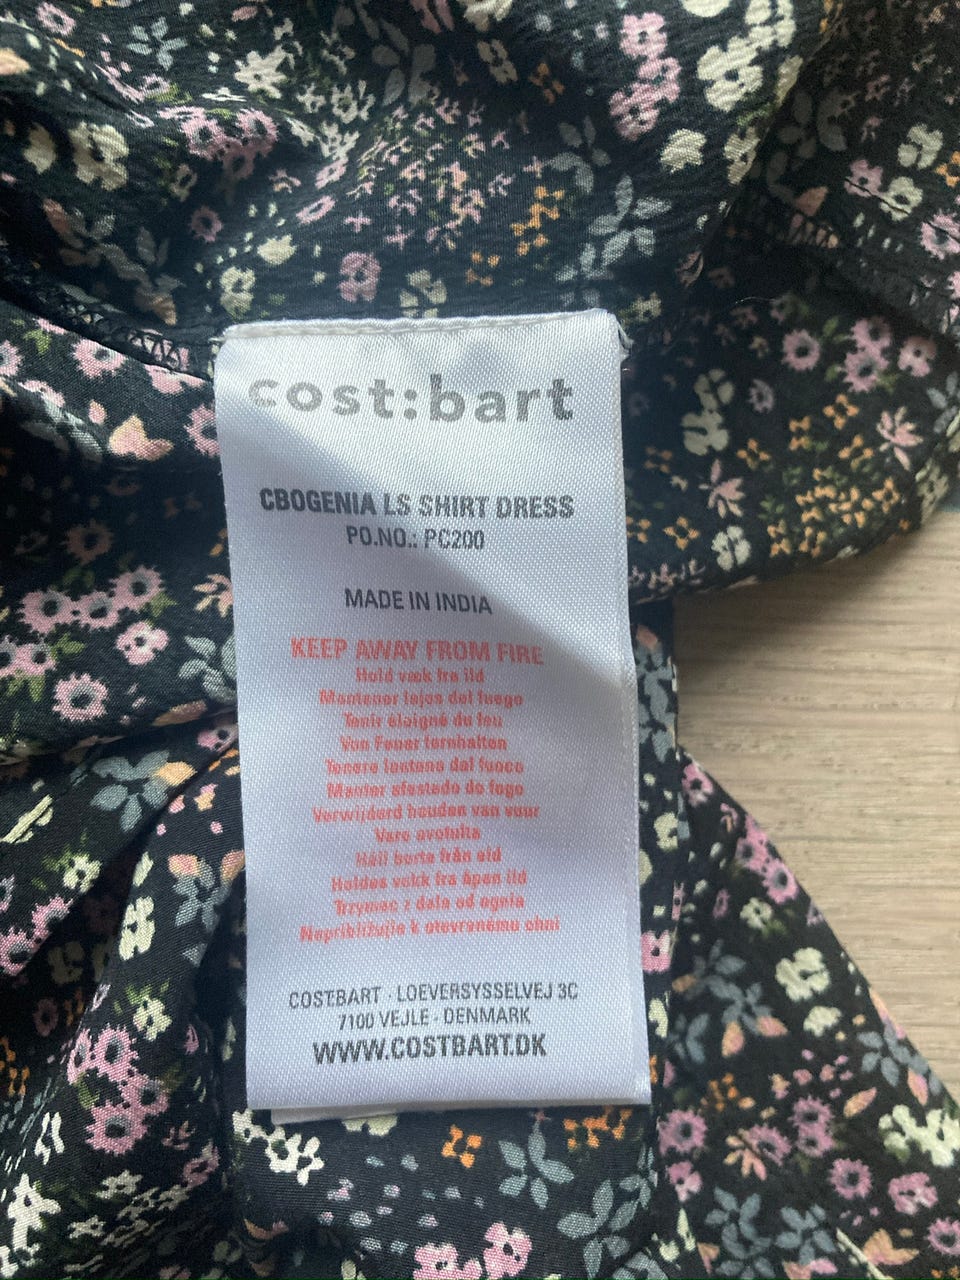 cost:bart
CBOGENIA LS SHIRT DRESS
PO.NO.: PC200
MADE IN INDIA
KEEP AWAY FROM FIRE
Hold væk fra ild
Mantener lejos del fuego
Tenir éloigné du feu
Von Feuer fernhalten
Tenere lontano dal fuoco
Manter afastado do fogo
Verwijderd houden van vuur
Varo avotulta
Håll borta från eld
Holdes vekk fra åpen ild
Trzymac z dala od ognia
Nepribližujte k otevrenému ohni
COST:BART · LOEVERSYSSELVEJ 3C
7100 VEJLE · DENMARK
WWW.COSTBART.DK